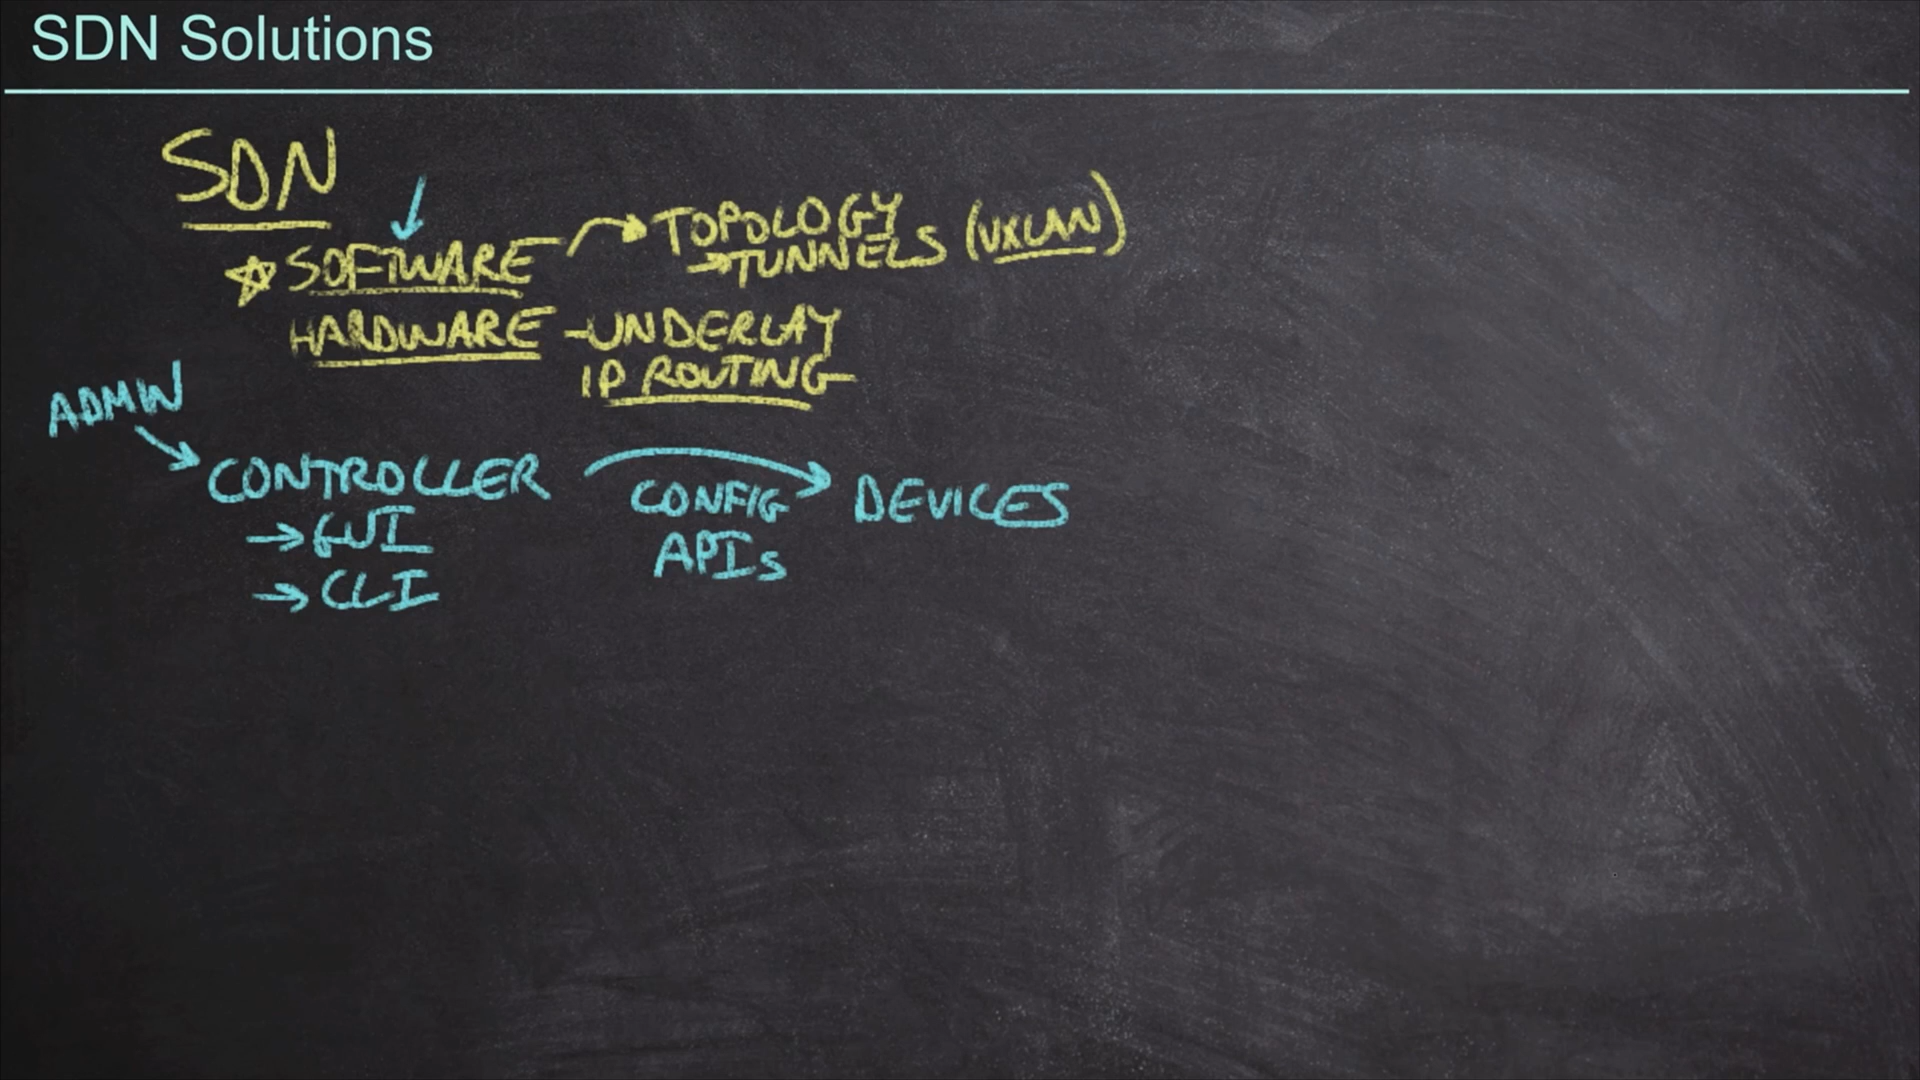 SDN Solutions
SDN
SOFTWARE → TOPOLOGY
→ TUNNELS (VXLAN)
HARDWARE - UNDERLAY
IP ROUTING
ADMIN
CONTROLLER → DEVICES
CONFIG
APIs
→ GUI
→ CLI